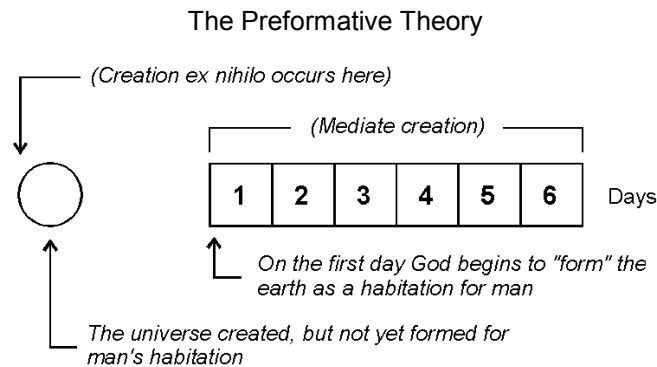 The Preformative Theory
(Creation ex nihilo occurs here)
(Mediate creation)
1 2 3 4 5 6 Days
On the first day God begins to "form" the
earth as a habitation for man
The universe created, but not yet formed for
man's habitation